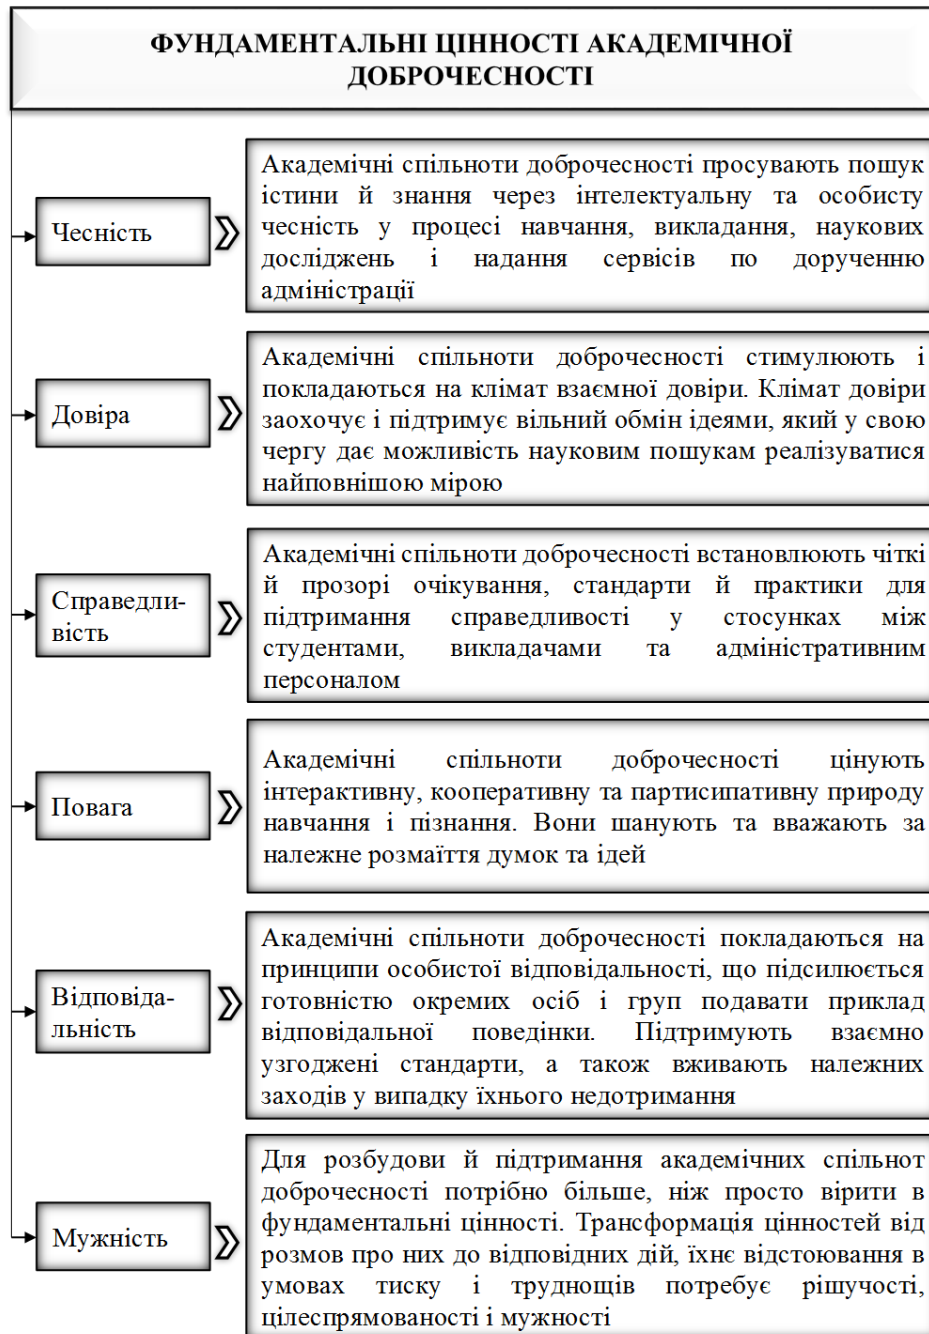 ФУНДАМЕНТАЛЬНІ ЦІННОСТІ АКАДЕМІЧНОЇ
ДОБРОЧЕСНОСТІ
Чесність
Академічні спільноти доброчесності просувають пошук
істини й знання через інтелектуальну та особисту
чесність у процесі навчання, викладання, наукових
досліджень і надання сервісів по дорученню
адміністрації
Довіра
Академічні спільноти доброчесності стимулюють і
покладаються на клімат взаємної довіри. Клімат довіри
заохочує і підтримує вільний обмін ідеями, який у свою
чергу дає можливість науковим пошукам реалізуватися
найповнішою мірою
Справедли-
вість
Академічні спільноти доброчесності встановлюють чіткі
й прозорі очікування, стандарти й практики для
підтримання справедливості у стосунках між
студентами, викладачами та адміністративним
персоналом
Повага
Академічні спільноти доброчесності цінують
інтерактивну, кооперативну та партисипативну природу
навчання і пізнання. Вони шанують та вважають за
належне розмаїття думок та ідей
Відповіда-
льність
Академічні спільноти доброчесності покладаються на
принципи особистої відповідальності, що підсилюється
готовністю окремих осіб і груп подавати приклад
відповідальної поведінки. Підтримують взаємно
узгоджені стандарти, а також вживають належних
заходів у випадку їхнього недотримання
Мужність
Для розбудови й підтримання академічних спільнот
доброчесності потрібно більше, ніж просто вірити в
фундаментальні цінності. Трансформація цінностей від
розмов про них до відповідних дій, їхнє відстоювання в
умовах тиску і труднощів потребує рішучості,
цілеспрямованості і мужності